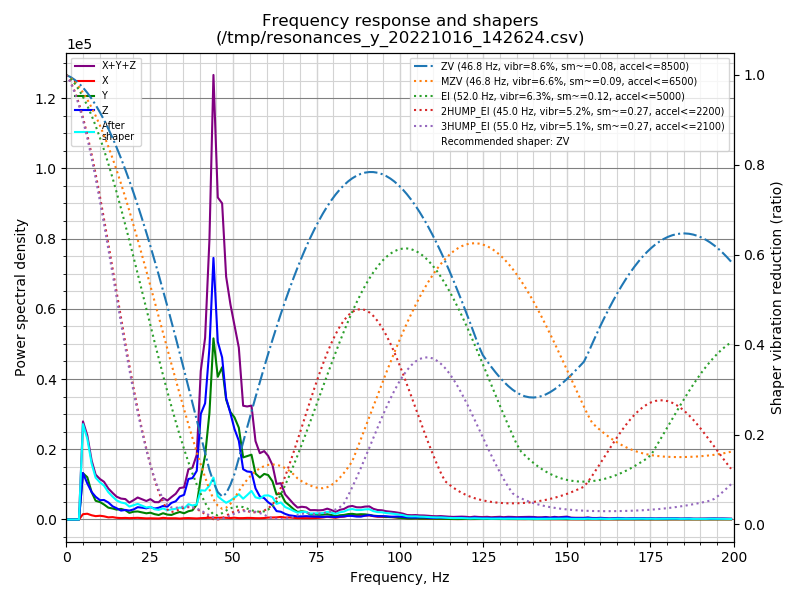 Frequency response and shapers
(/tmp/resonances_y_20221016_142624.csv)
1e5
X+Y+Z
X
Y
Z
After
shaper
ZV (46.8 Hz, vibr=8.6%, sm~=0.08, accel<=8500)
MZV (46.8 Hz, vibr=6.6%, sm~=0.09, accel<=6500)
EI (52.0 Hz, vibr=6.3%, sm~=0.12, accel<=5000)
2HUMP_EI (45.0 Hz, vibr=5.2%, sm~=0.27, accel<=2200)
3HUMP_EI (55.0 Hz, vibr=5.1%, sm~=0.27, accel<=2100)
Recommended shaper: ZV
Power spectral density
1.2
1.0
0.8
0.6
0.4
0.2
0.0
Shaper vibration reduction (ratio)
1.0
0.8
0.6
0.4
0.2
0.0
0 25 50 75 100 125 150 175 200
Frequency, Hz